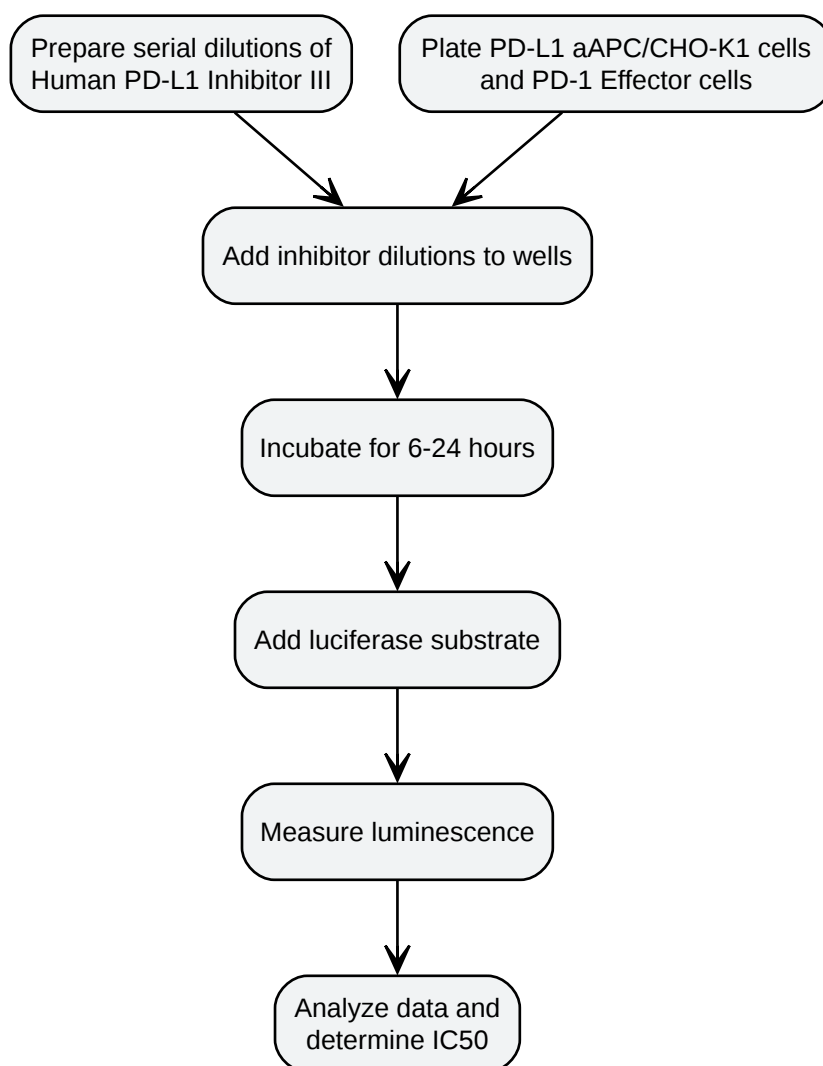 Prepare serial dilutions of
Human PD-L1 Inhibitor III
Plate PD-L1 aAPC/CHO-K1 cells
and PD-1 Effector cells
Add inhibitor dilutions to wells
Incubate for 6-24 hours
Add luciferase substrate
Measure luminescence
Analyze data and
determine IC50